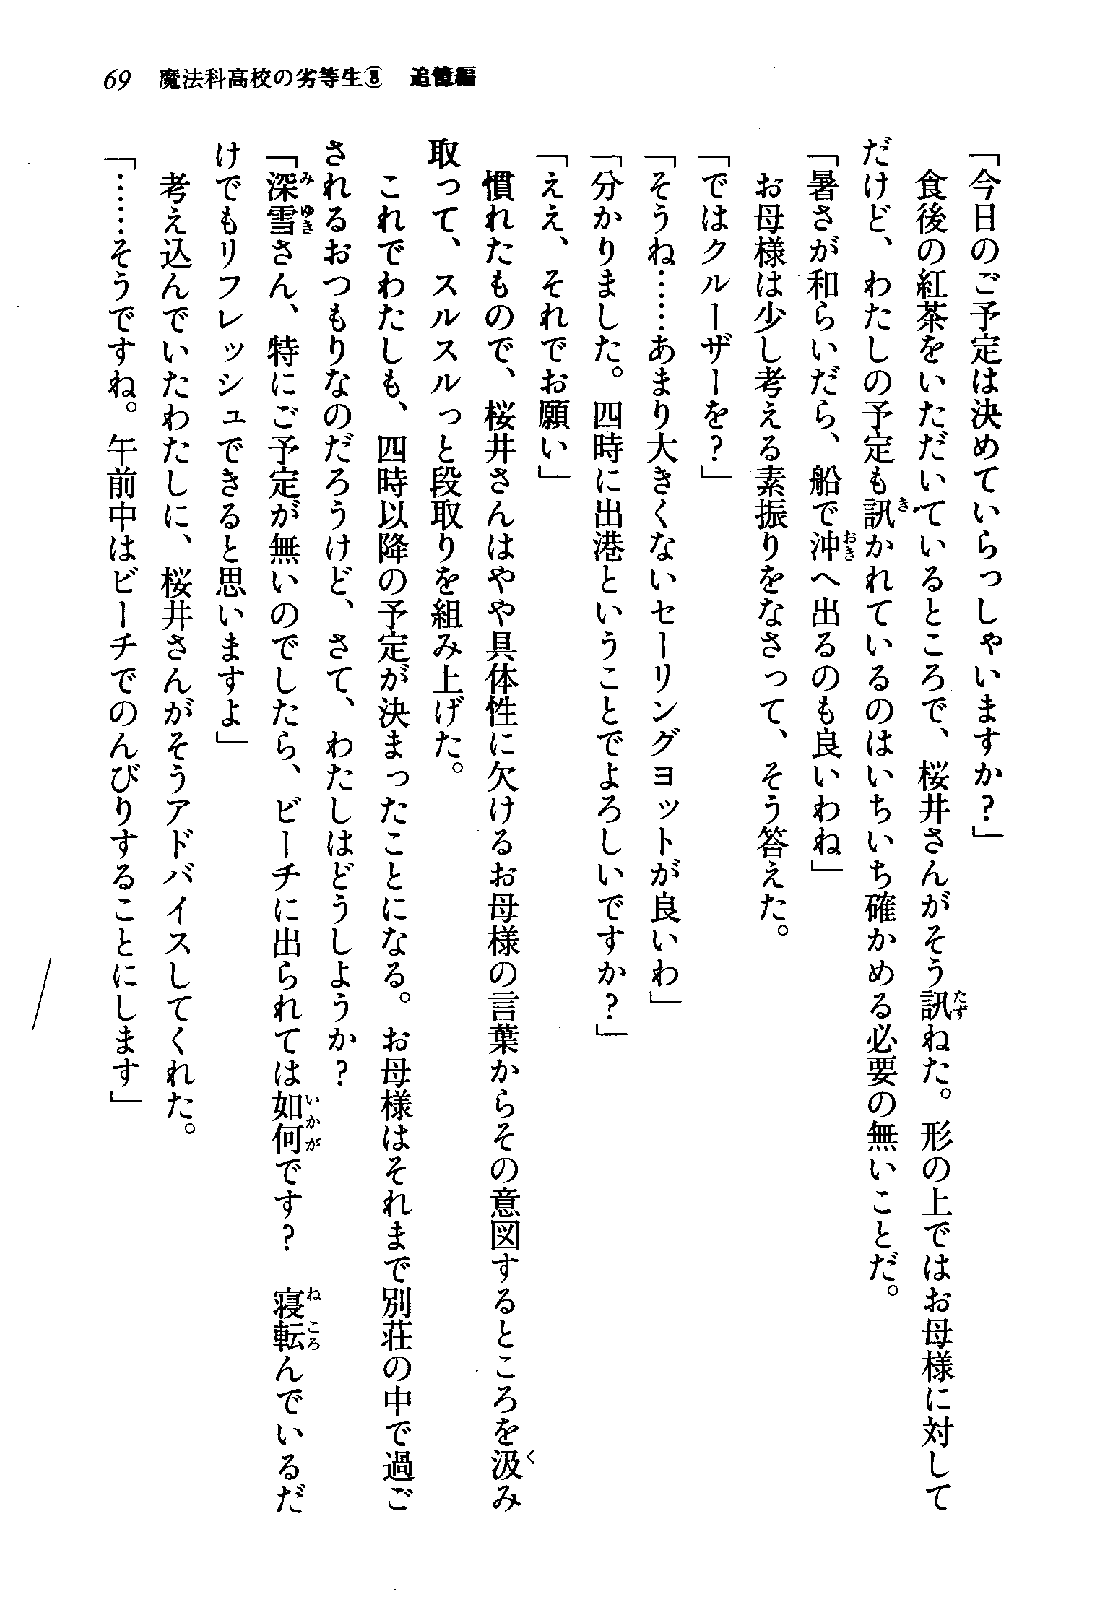 69 魔法科高校の劣等生⑧ 追憶編
「今日のご予定は決めていらっしゃいますか？」
食後の紅茶をいただいているところで、桜井さんがそう訊ねた。形の上ではお母様に対して
だけど、わたしの予定も訊かれているのはいちいち確かめる必要の無いことだ。
「暑さが和らいだら、船で沖へ出るのも良いわね」
お母様は少し考える素振りをなさって、そう答えた。
「ではクルーザーを？」
「そうね……あまり大きくないセーリングヨットが良いわ」
「分かりました。四時に出港ということでよろしいですか？」
「ええ、それでお願い」
慣れたもので、桜井さんはやや具体性に欠けるお母様の言葉からその意図するところを汲み
取って、スルスルっと段取りを組み上げた。
これでわたしも、四時以降の予定が決まったことになる。お母様はそれまで別荘の中で過ご
されるおつもりなのだろうけど、さて、わたしはどうしようか？
「深雪さん、特にご予定が無いのでしたら、ビーチに出られては如何です？　寝転んでいるだ
けでもリフレッシュできると思いますよ」
考え込んでいたわたしに、桜井さんがそうアドバイスしてくれた。
「……そうですね。午前中はビーチでのんびりすることにします」